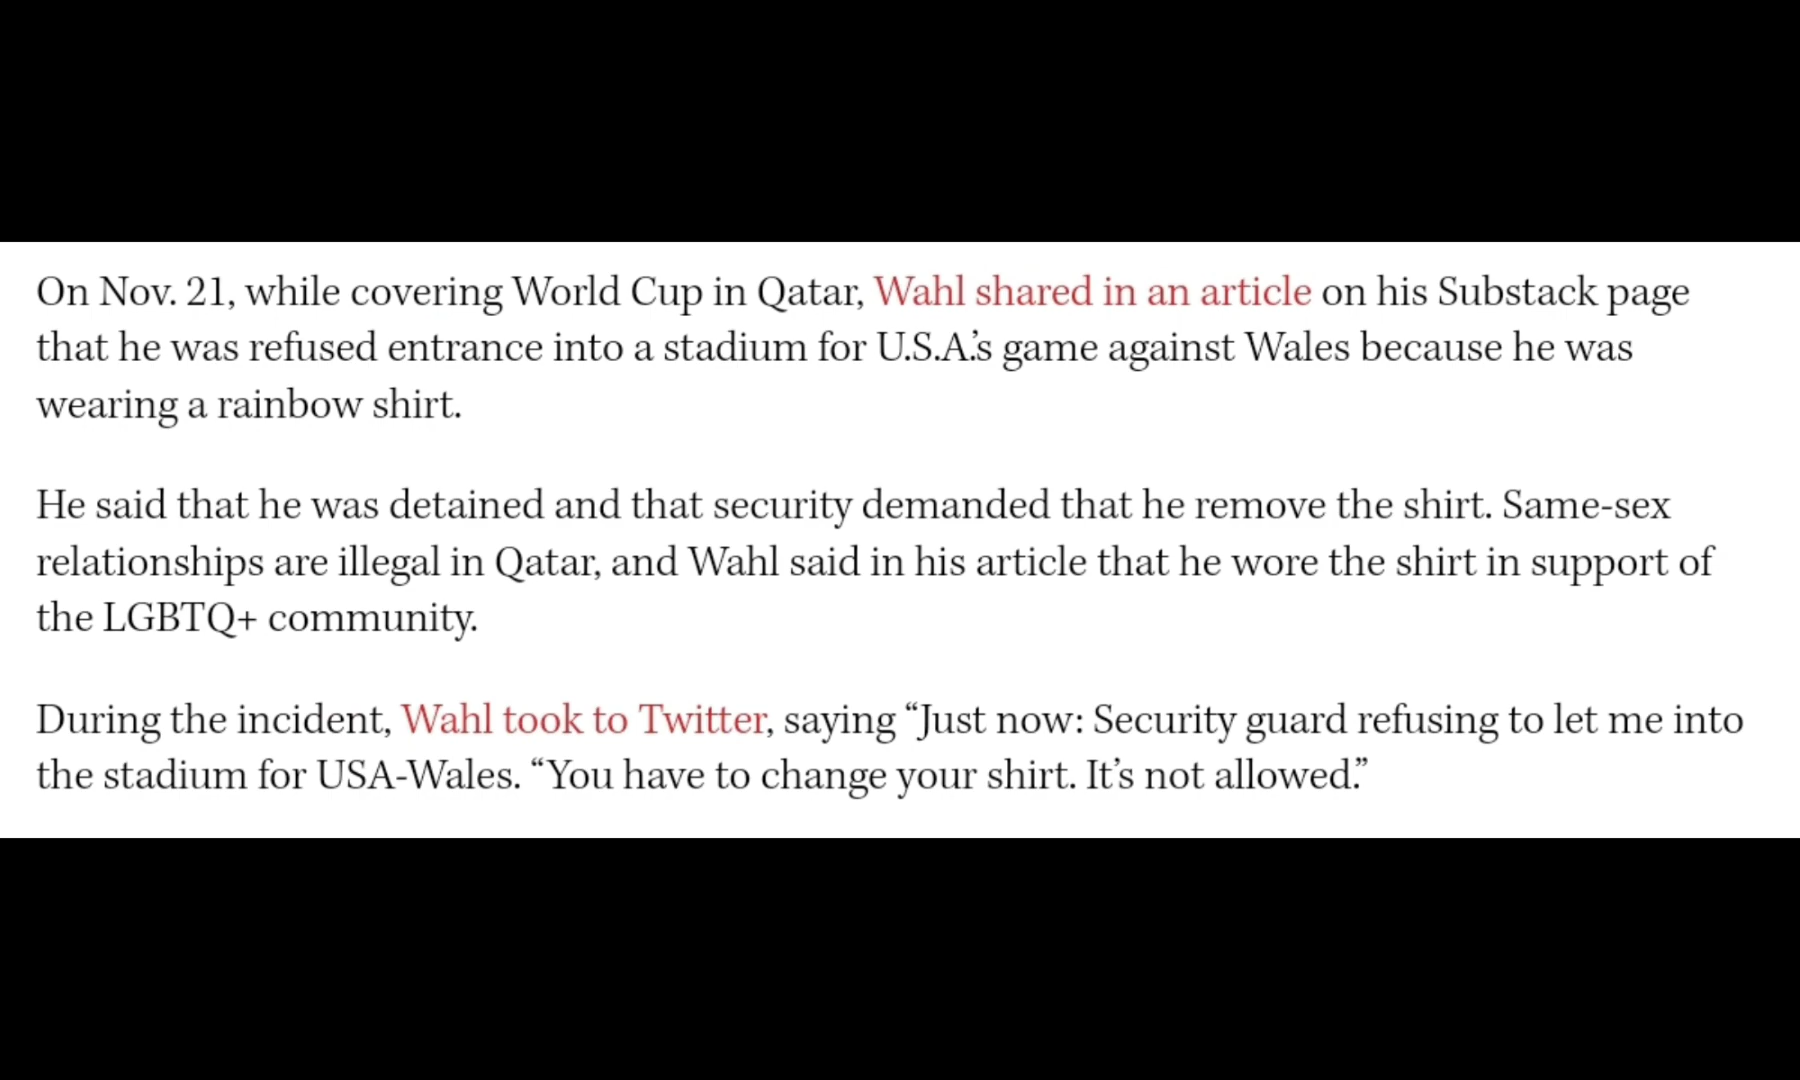 On Nov. 21, while covering World Cup in Qatar, Wahl shared in an article on his Substack page
that he was refused entrance into a stadium for U.S.A.’s game against Wales because he was
wearing a rainbow shirt.
He said that he was detained and that security demanded that he remove the shirt. Same-sex
relationships are illegal in Qatar, and Wahl said in his article that he wore the shirt in support of
the LGBTQ+ community.
During the incident, Wahl took to Twitter, saying “Just now: Security guard refusing to let me into
the stadium for USA-Wales. “You have to change your shirt. It’s not allowed.”